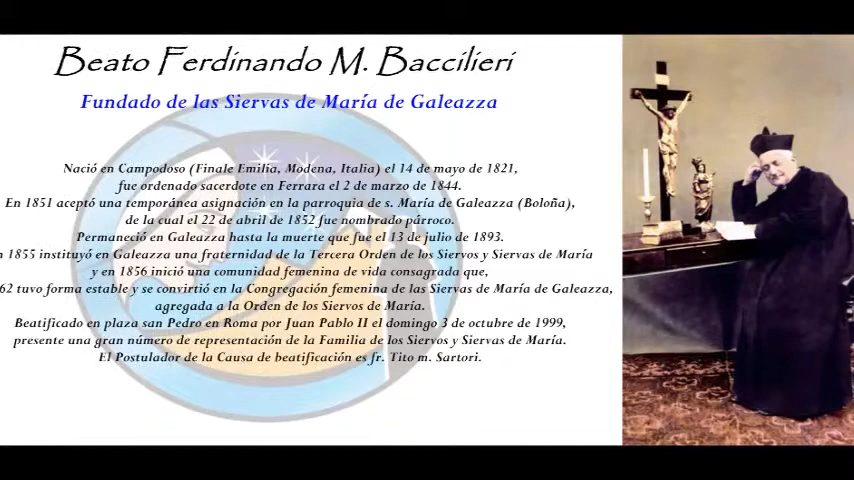 Beato Ferdinando M. Baccilieri
Fundado de las Siervas de María de Galeazza
Nació en Campodoso (Finale Emilia, Modena, Italia) el 14 de mayo de 1821,
fue ordenado sacerdote en Ferrara el 2 de marzo de 1844.
En 1851 aceptó una temporánea asignación en la parroquia de s. María de Galeazza (Boloña),
de la cual el 22 de abril de 1852 fue nombrado párroco.
Permaneció en Galeazza hasta la muerte que fue el 13 de julio de 1893.
n 1855 instituyó en Galeazza una fraternidad de la Tercera Orden de los Siervos y Siervas de María
y en 1856 inició una comunidad femenina de vida consagrada que,
62 tuvo forma estable y se convirtió en la Congregación femenina de las Siervas de María de Galeazza,
agregada a la Orden de los Siervos de María.
Beatificado en plaza san Pedro en Roma por Juan Pablo II el domingo 3 de octubre de 1999,
presente una gran número de representación de la Familia de los Siervos y Siervas de María.
El Postulador de la Causa de beatificación es fr. Tito m. Sartori.